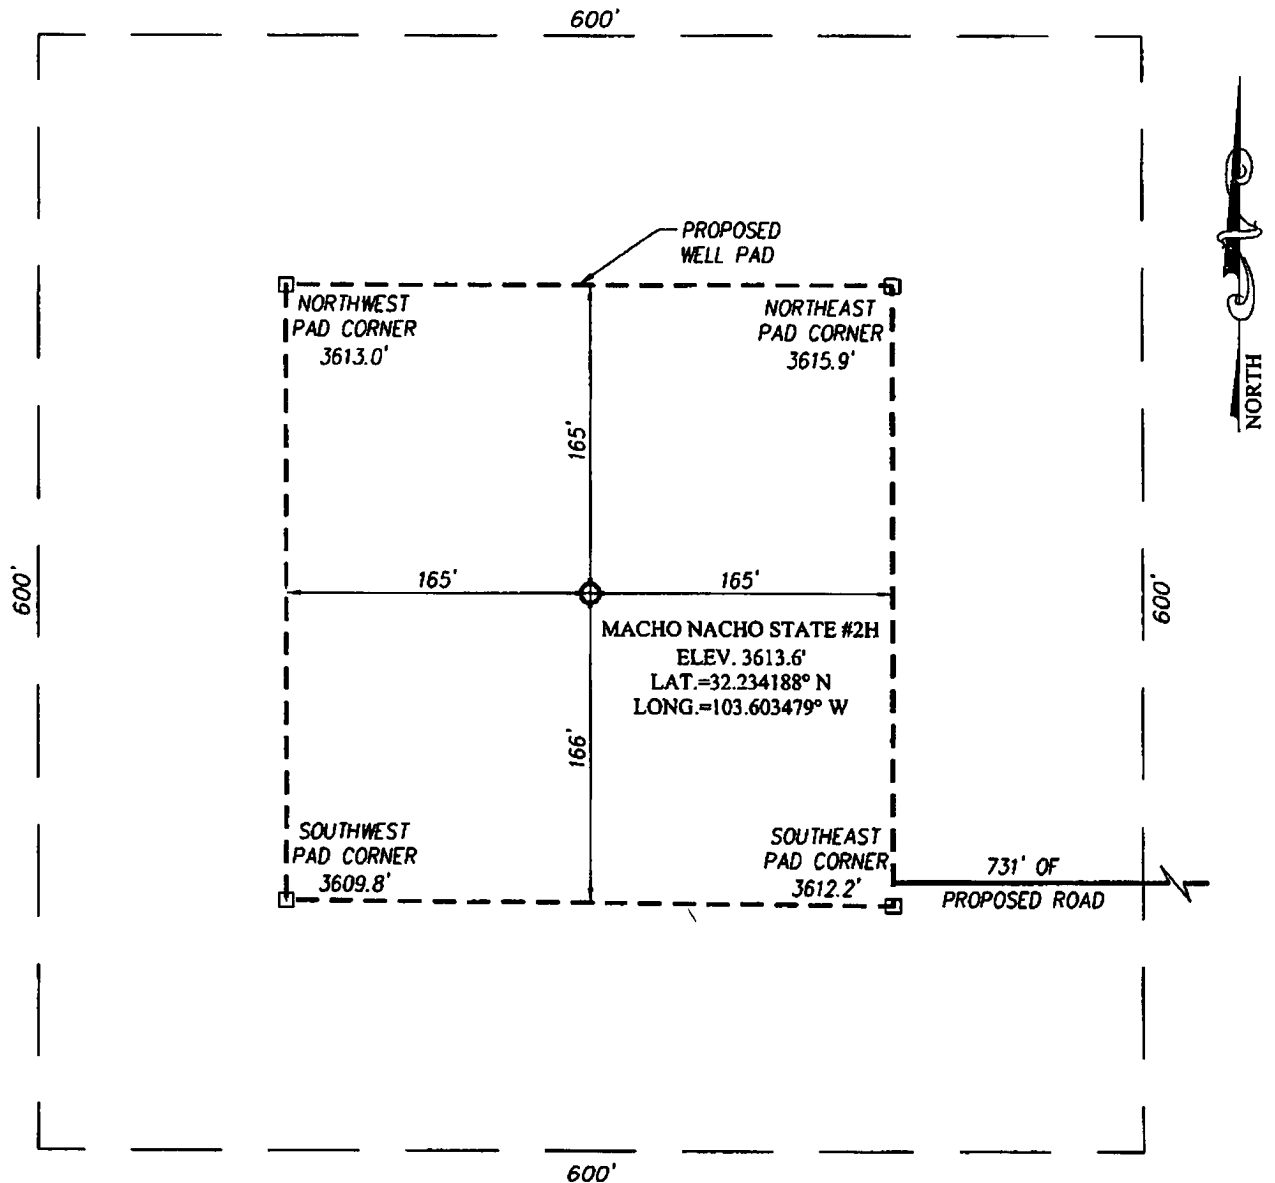 600'
PROPOSED
WELL PAD
NORTHWEST
PAD CORNER
3613.0'
NORTHEAST
PAD CORNER
3615.9'
NORTH
165'
165'
165'
600'
600'
MACHO NACHO STATE #2H
ELEV. 3613.6'
LAT.=32.234188° N
LONG.=103.603479° W
166'
SOUTHWEST
PAD CORNER
3609.8'
SOUTHEAST
PAD CORNER
3612.2'
731' OF
PROPOSED ROAD
600'